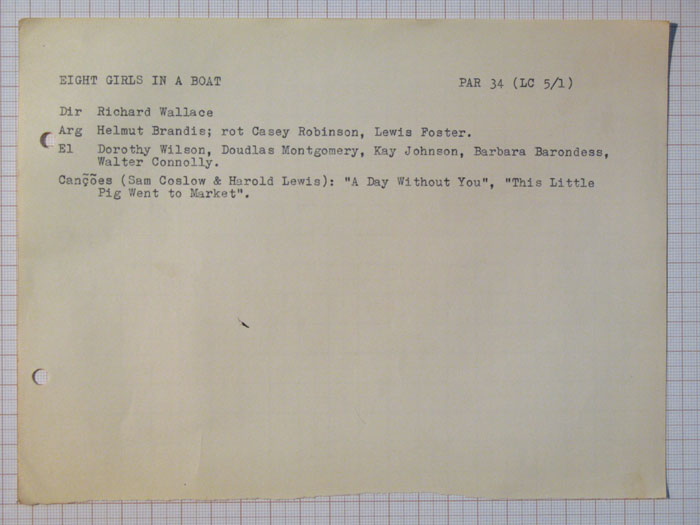 EIGHT GIRLS IN A BOAT PAR 34 (LC 5/1)
Dir Richard Wallace
Arg Helmut Brandis; rot Casey Robinson, Lewis Foster.
El Dorothy Wilson, Doudlas Montgomery, Kay Johnson, Barbara Barondess,
Walter Connolly.
Canções (Sam Coslow & Harold Lewis): "A Day Without You", "This Little
Pig Went to Market".